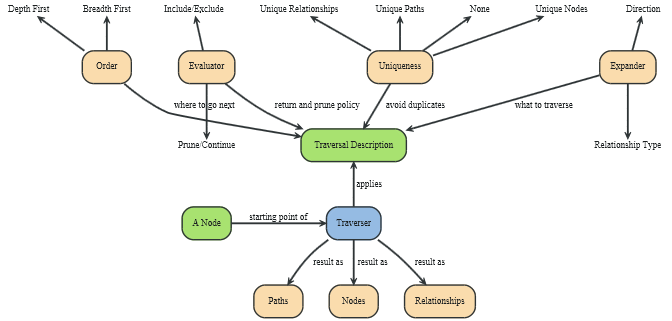 Depth First
Breadth First
Include/Exclude
Unique Relationships
Unique Paths
None
Unique Nodes
Direction
Order
Evaluator
Uniqueness
Expander
where to go next
return and prune policy
avoid duplicates
what to traverse
Prune/Continue
Traversal Description
Relationship Type
applies
A Node
starting point of
Traverser
result as
result as
result as
Paths
Nodes
Relationships